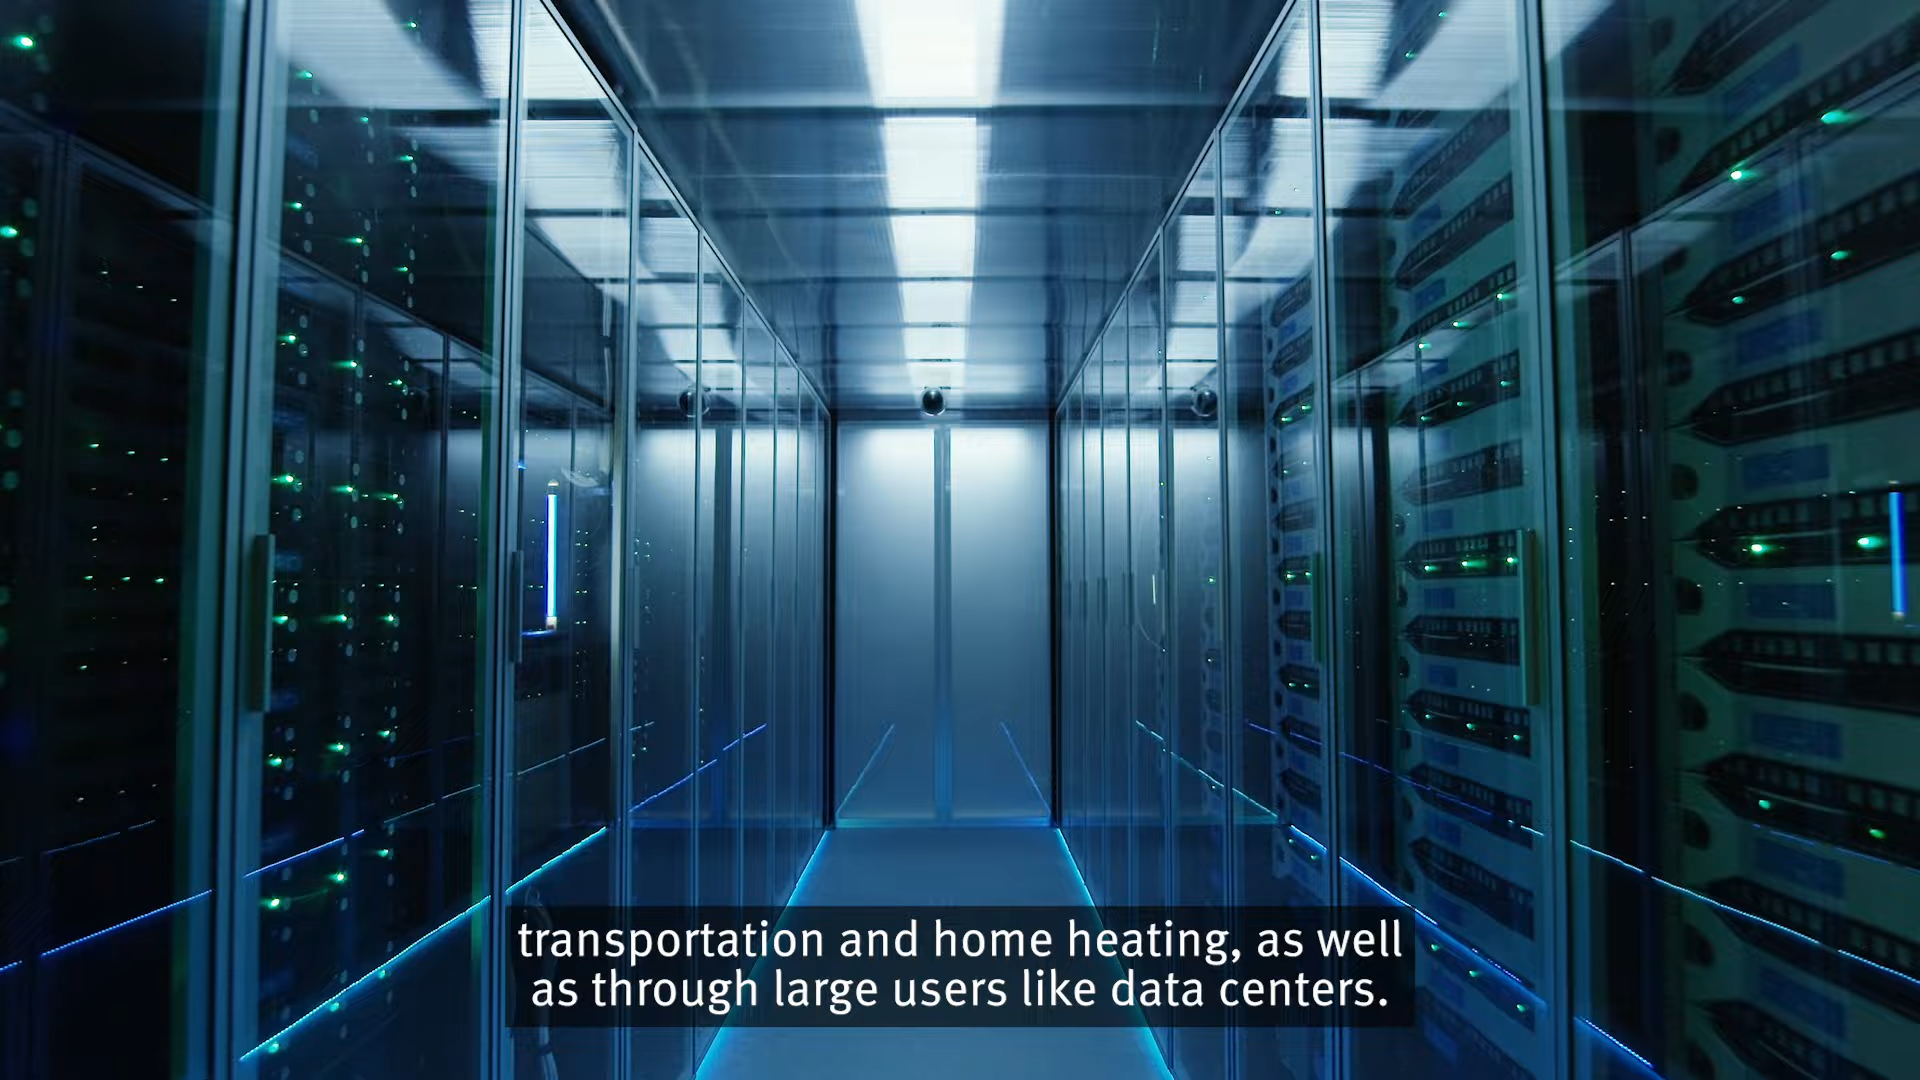 transportation and home heating, as well
as through large users like data centers.